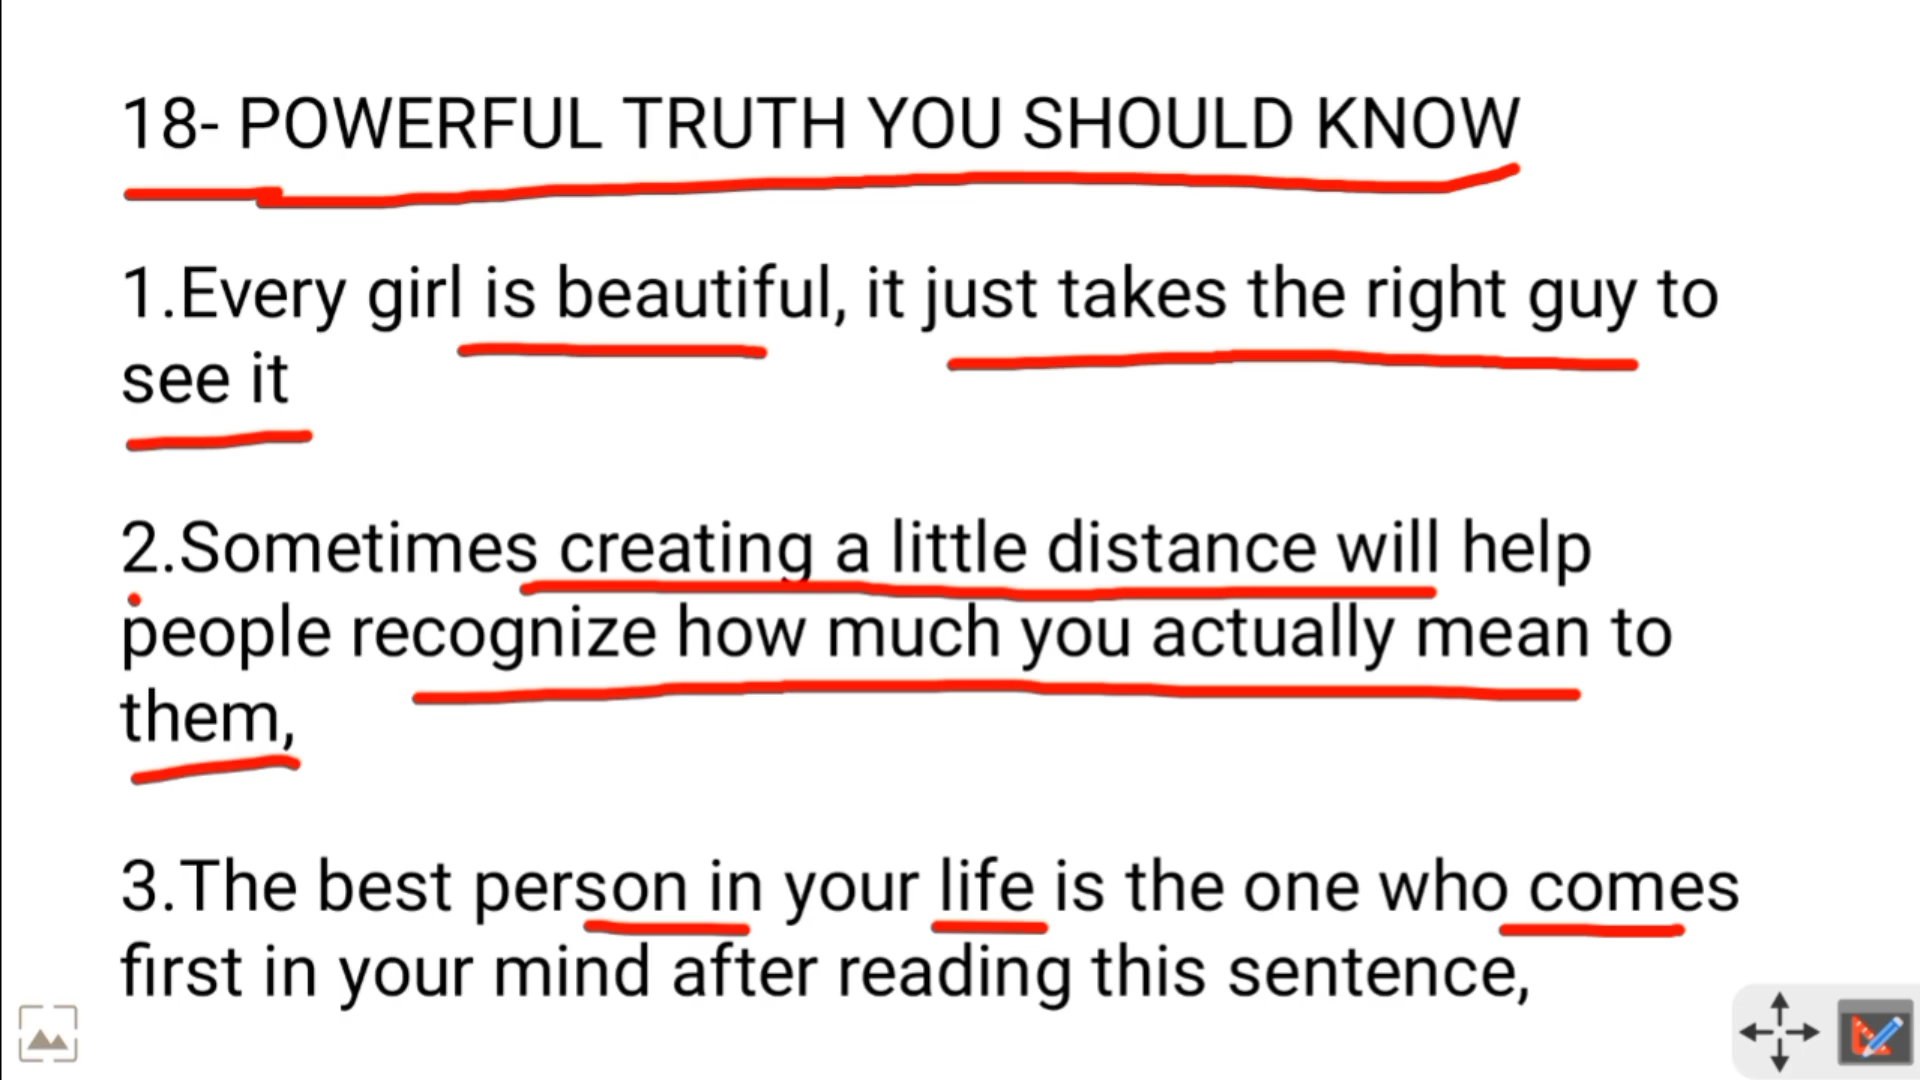 18- POWERFUL TRUTH YOU SHOULD KNOW
1.Every girl is beautiful, it just takes the right guy to
see it
2.Sometimes creating a little distance will help
people recognize how much you actually mean to
them,
3.The best person in your life is the one who comes
first in your mind after reading this sentence,